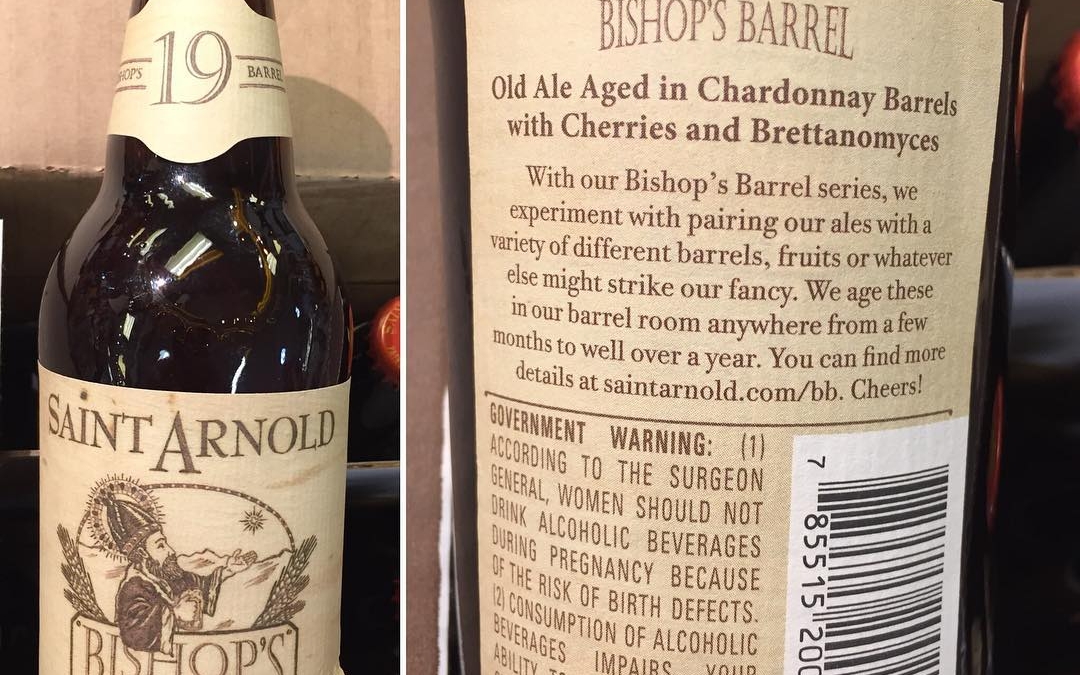 BISHOP'S 19 BARREL
SAINT ARNOLD
BISHOP'S
BISHOP'S BARREL
Old Ale Aged in Chardonnay Barrels
with Cherries and Brettanomyces
With our Bishop's Barrel series, we
experiment with pairing our ales with a
variety of different barrels, fruits or whatever
else might strike our fancy. We age these
in our barrel room anywhere from a few
months to well over a year. You can find more
details at saintarnold.com/bb. Cheers!
GOVERNMENT WARNING: (1)
ACCORDING TO THE SURGEON
GENERAL, WOMEN SHOULD NOT
DRINK ALCOHOLIC BEVERAGES
DURING PREGNANCY BECAUSE
OF THE RISK OF BIRTH DEFECTS.
(2) CONSUMPTION OF ALCOHOLIC
BEVERAGES IMPAIRS YOUR
ABILITY TO
7 85515 200